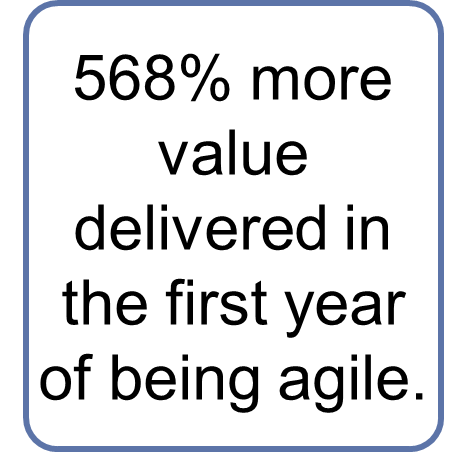 568% more
value
delivered in
the first year
of being agile.